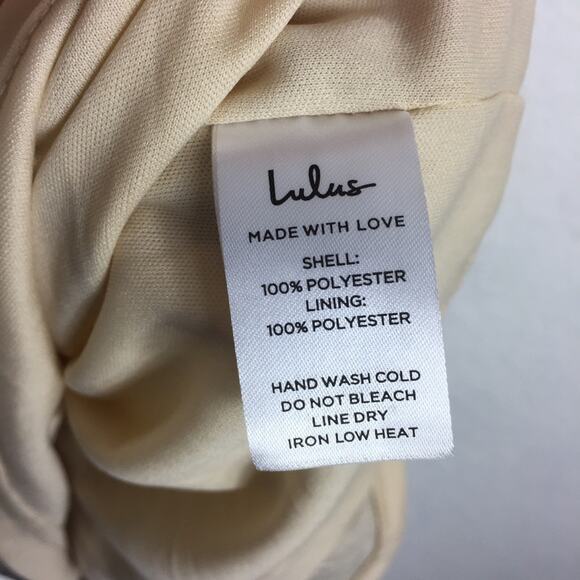 Lulus
MADE WITH LOVE
SHELL:
100% POLYESTER
LINING:
100% POLYESTER
HAND WASH COLD
DO NOT BLEACH
LINE DRY
IRON LOW HEAT